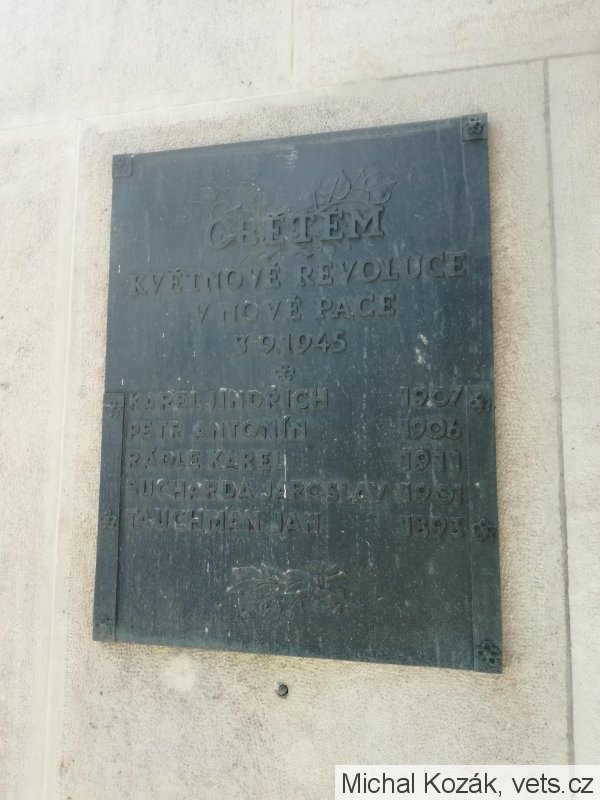 OBĚTEM
KVĚTNOVÉ REVOLUCE
V NOVÉ PACE
3-9.1945
KAREL JINDŘICH 1907
PETR ANTONÍN 1906
RÁDLE KAREL 1911
SUCHARDA JAROSLAV 1901
TAUCHMAN JAN 1893
Michal Kozák, vets.cz